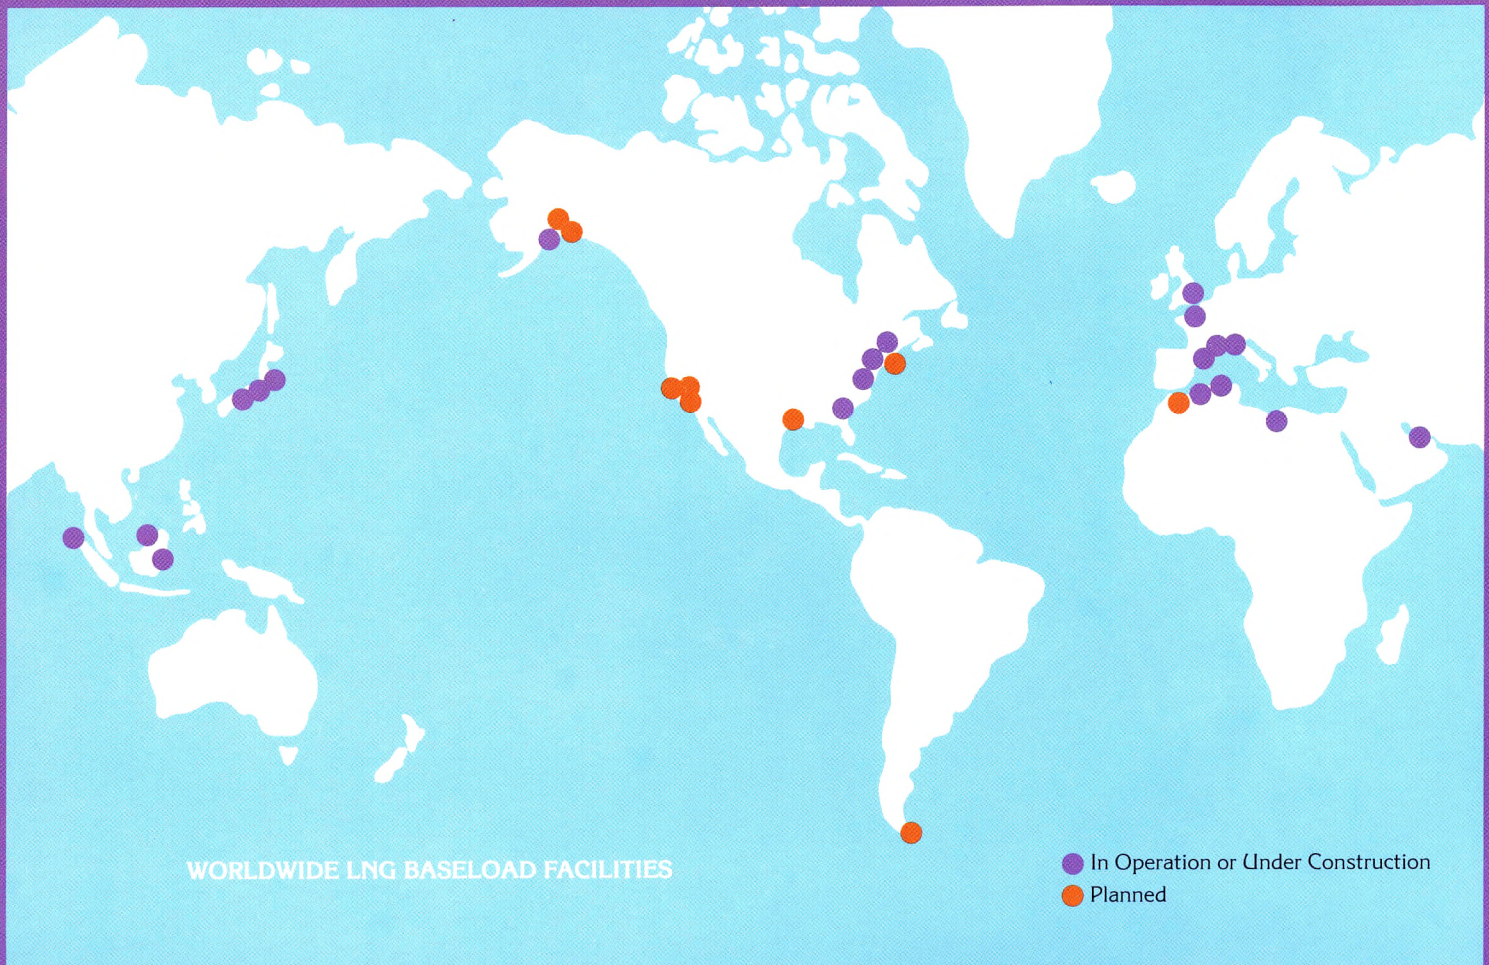 WORLDWIDE LNG BASELOAD FACILITIES
In Operation or Under Construction
Planned